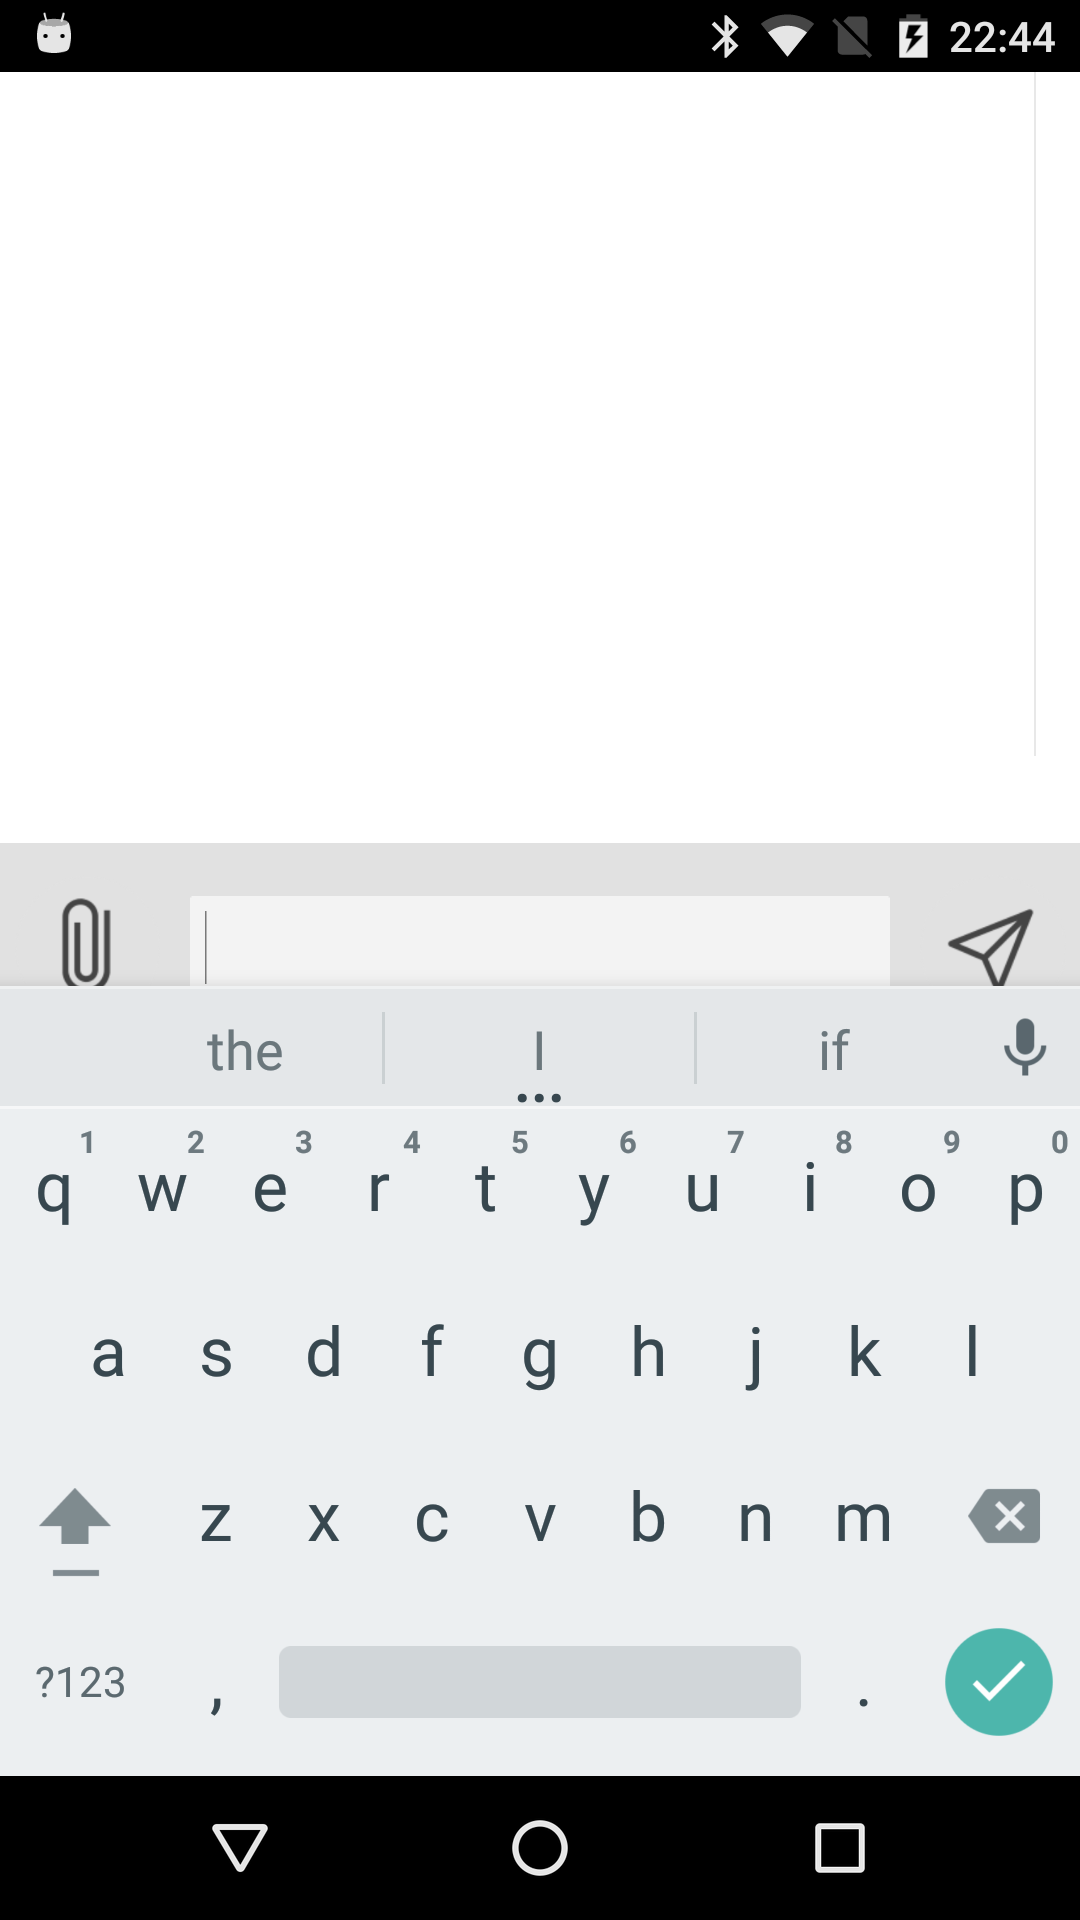 22:44
the I if
1 2 3 4 5 6 7 8 9 0
q w e r t y u i o p
a s d f g h j k l
z x c v b n m
?123 , .